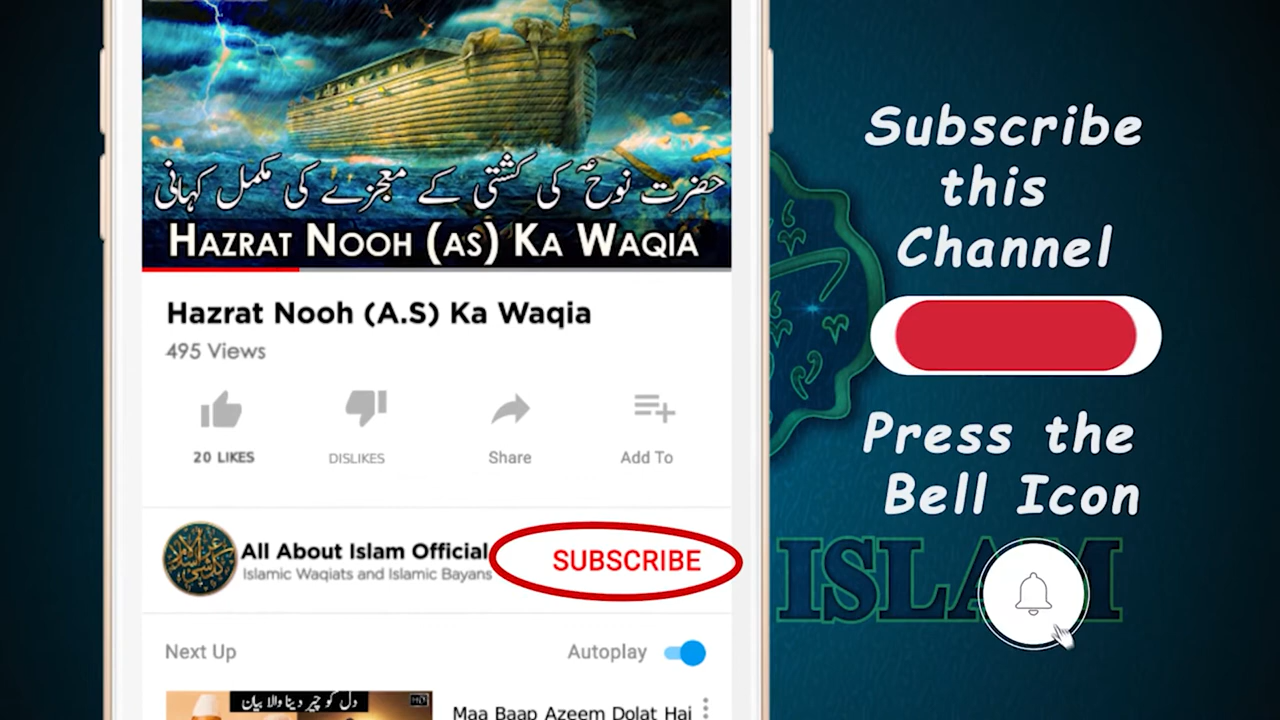 حضرت نوحؑ کی کشتی کے معجزے کی مکمل کہانی
HAZRAT NOOH (AS) KA WAQIA
Hazrat Nooh (A.S) Ka Waqia
495 Views
20 LIKES
DISLIKES
Share
Add To
All About Islam Official
Islamic Waqiats and Islamic Bayans
SUBSCRIBE
Next Up
Autoplay
دل کو چیر دینا والا بیان
HD
Maa Baap Azeem Dolat Hai
Subscribe
this
Channel
Press the
Bell Icon
ISLAM